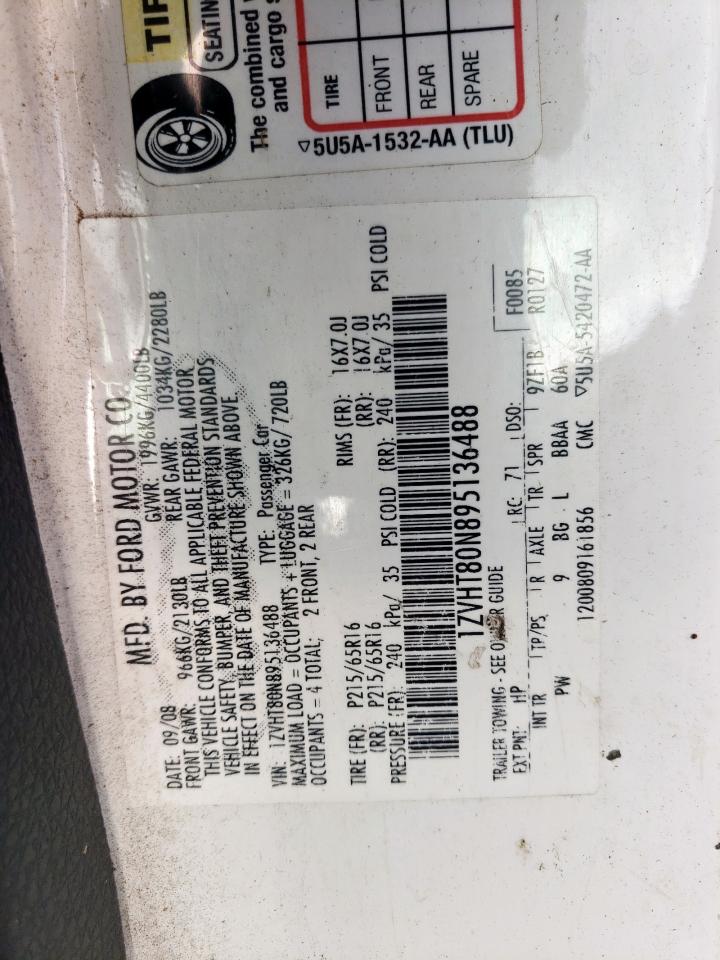 TIR
SEATIN
The combined w
and cargo s
TIRE
FRONT
REAR
SPARE
▽5U5A-1532-AA (TLU)
MFD. BY FORD MOTOR CO.
DATE: 09/08 GVWR: 1996KG/4400LB
FRONT GAWR: 966KG/2130LB REAR GAWR: 1034KG/2280LB
THIS VEHICLE CONFORMS TO ALL APPLICABLE FEDERAL MOTOR
VEHICLE SAFETY, BUMPER, AND THEFT PREVENTION STANDARDS
IN EFFECT ON THE DATE OF MANUFACTURE SHOWN ABOVE.
VIN: 1ZVHT80N895136488 TYPE: Passenger Car
MAXIMUM LOAD = OCCUPANTS + LUGGAGE = 326KG/ 720LB
OCCUPANTS = 4 TOTAL; 2 FRONT, 2 REAR
TIRE (FR): P215/65R16 RIMS (FR): 16X7.0J
(RR): P215/65R16 (RR): 16X7.0J
PRESSURE (FR): 240 kPa/ 35 PSI COLD (RR): 240 kPa/ 35 PSI COLD
1ZVHT80N895136488
TRAILER TOWING - SEE OWNER GUIDE
EXT PNT: HP RC: 71 DSO: F0085
INT TR TP/PS R AXLE TR SPR 9ZF1B R0127
PW 9 BG L BBAA 60A
1200809161856 CMC ▽5U5A-5420472-AA